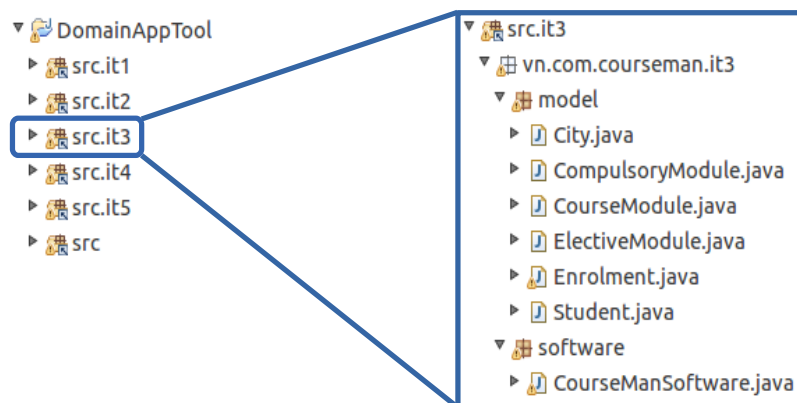 DomainAppTool
src.it1
src.it2
src.it3
src.it4
src.it5
src
src.it3
vn.com.courseman.it3
model
City.java
CompulsoryModule.java
CourseModule.java
ElectiveModule.java
Enrolment.java
Student.java
software
CourseManSoftware.java